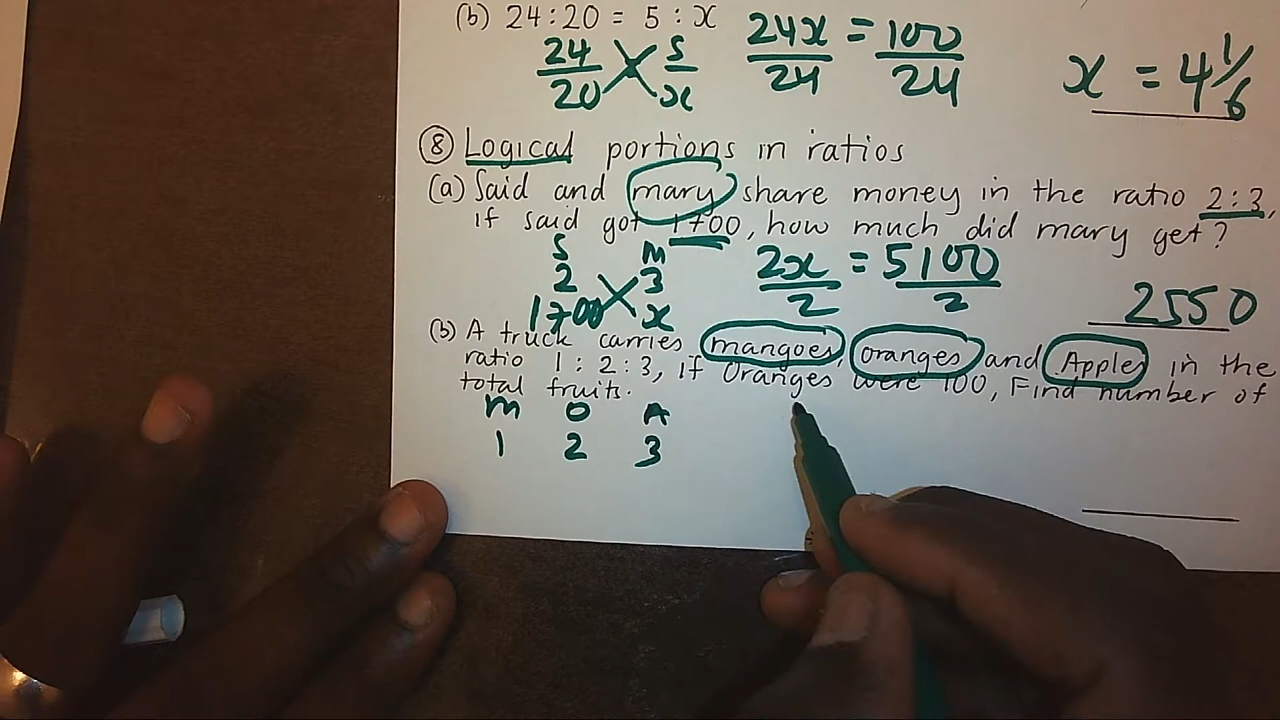 (b) 24:20 = 5 : x
24/20 5/x 24x/24 = 100/24 x = 4 1/6
⑧ Logical portions in ratios
(a) Said and mary share money in the ratio 2:3,
if said got 1700, how much did mary get?
S M
2 3 2x/2 = 5100/2
1700 x 2550
(b) A truck carries mangoes, oranges and Apples in the
ratio 1 : 2 : 3, if Oranges were 100, Find number of
total fruits.
M O A
1 2 3